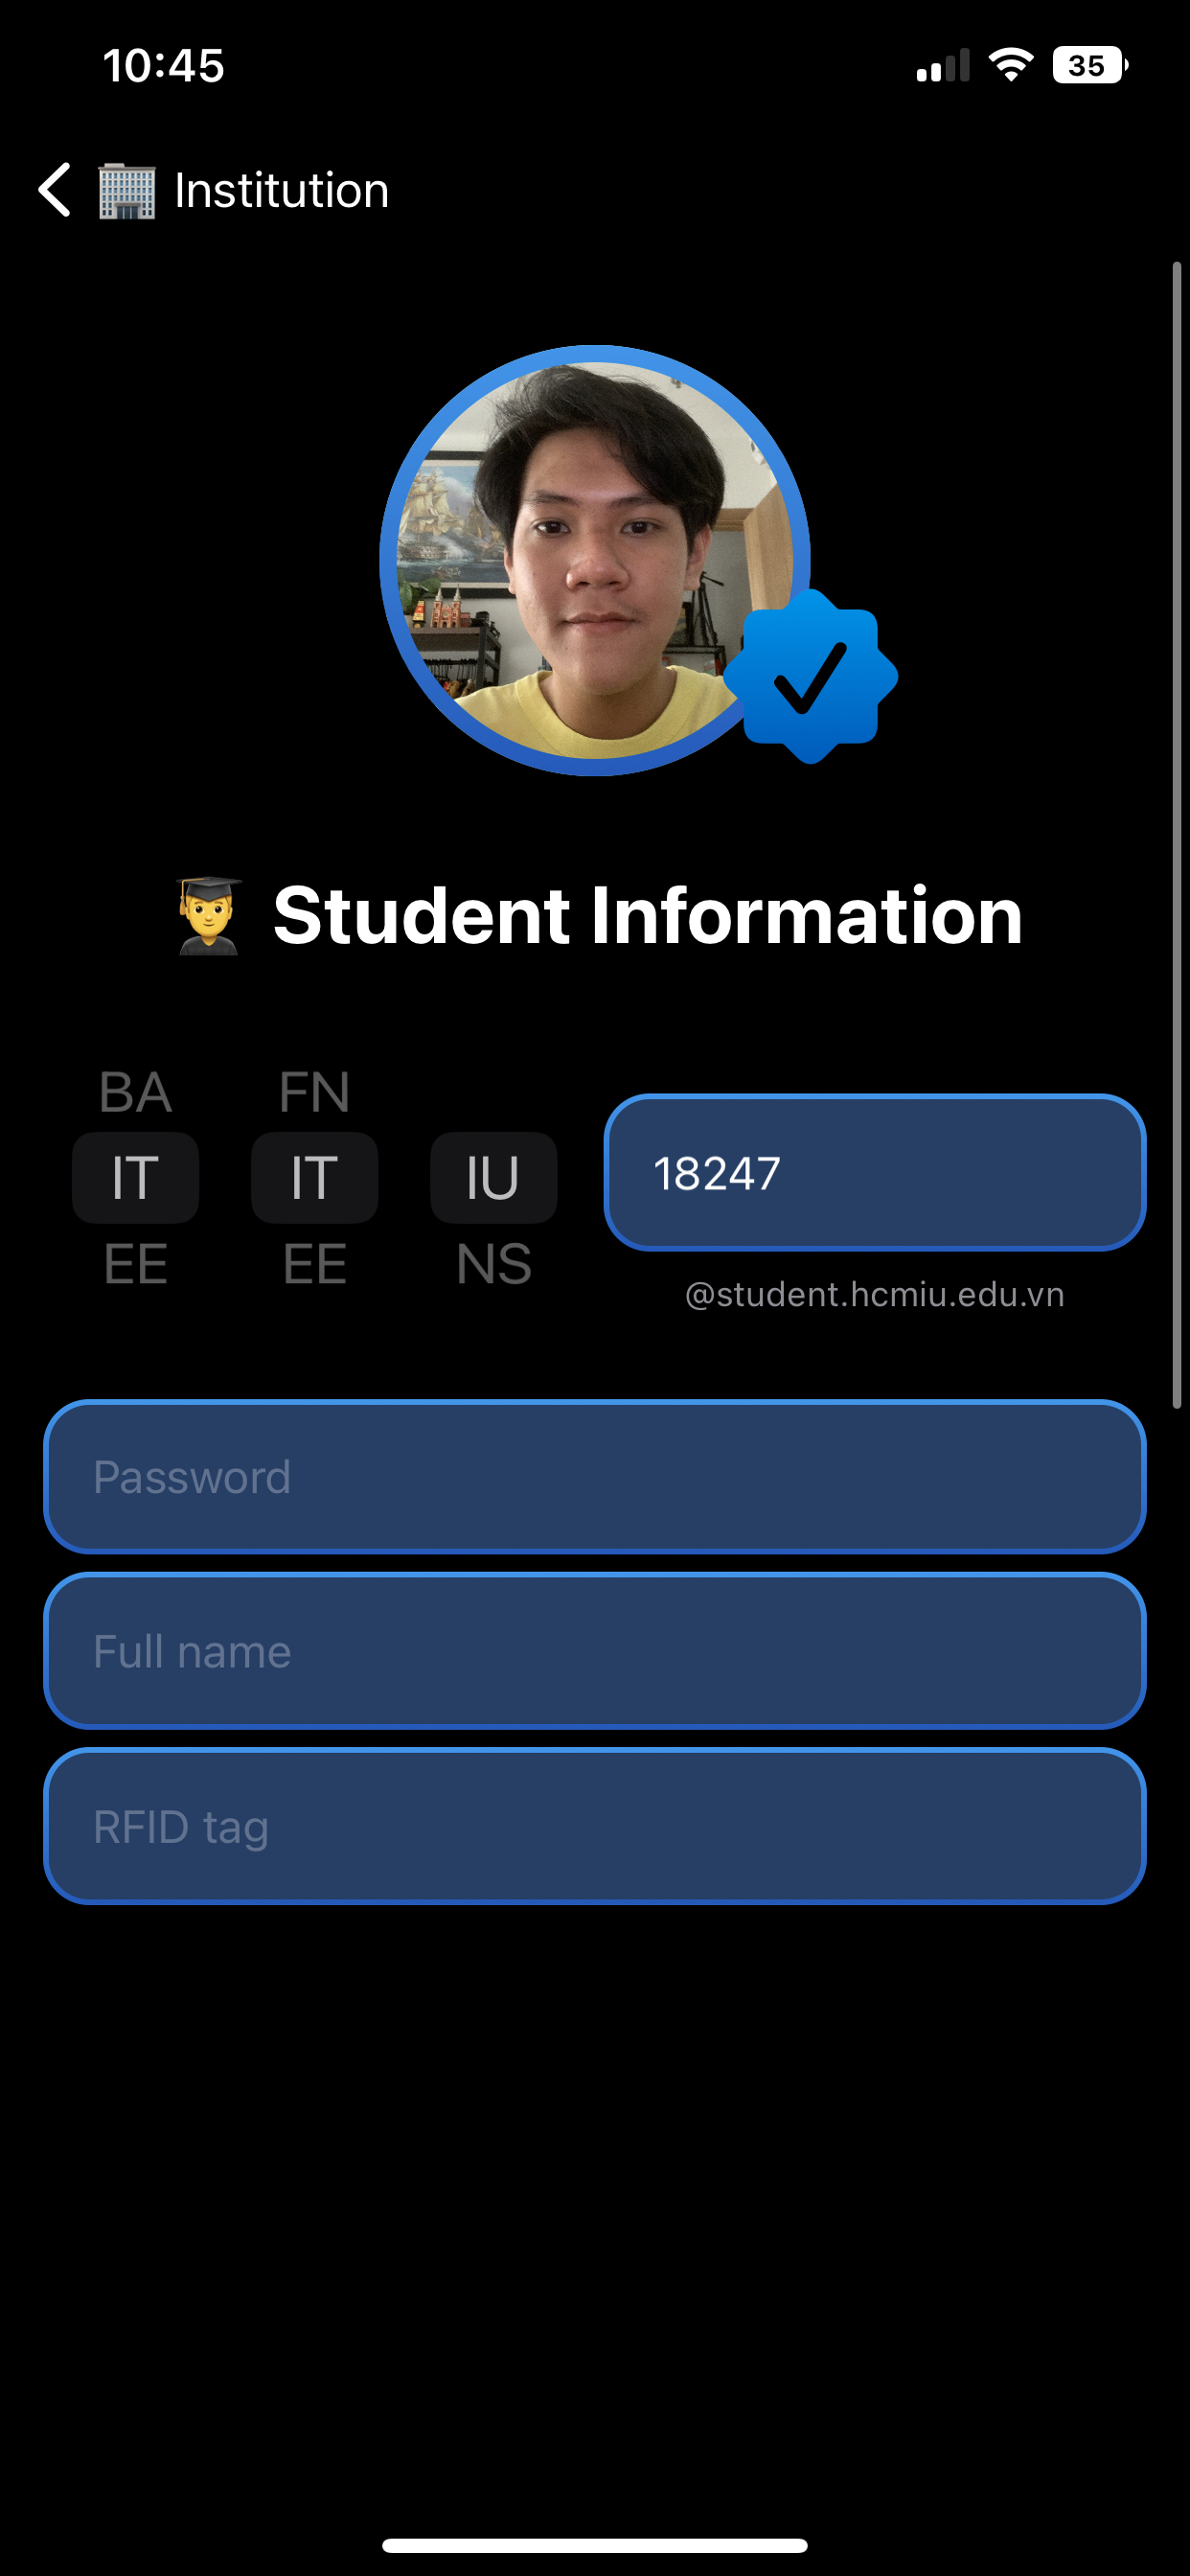 10:45
35
Institution
Student Information
BA FN
IT IT IU 18247
EE EE NS
@student.hcmiu.edu.vn
Password
Full name
RFID tag